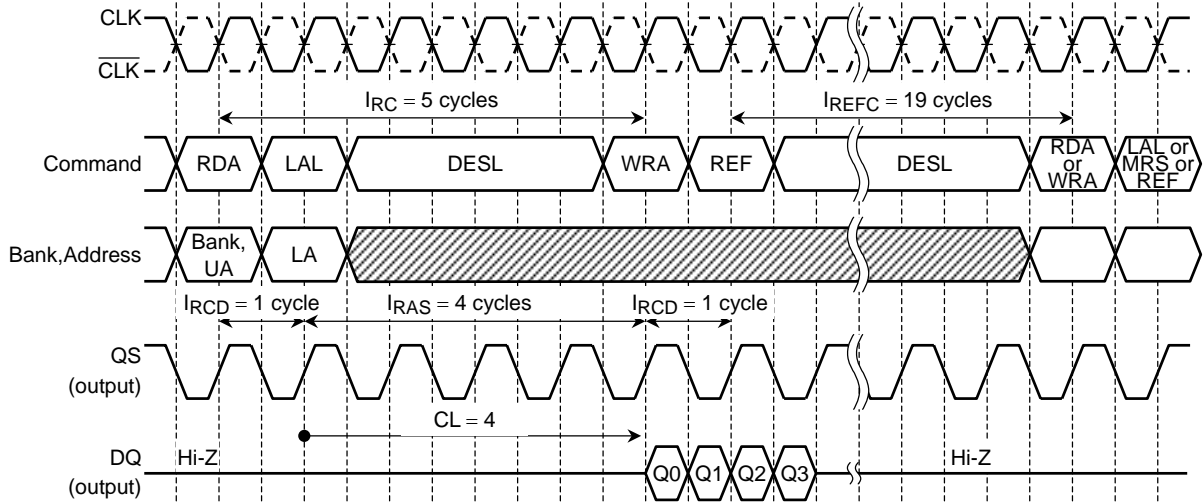 CLK
CLK
IRC = 5 cycles
IREFC = 19 cycles
Command
RDA
LAL
DESL
WRA
REF
DESL
RDA
or
WRA
LAL or
MRS or
REF
Bank,Address
Bank,
UA
LA
IRCD = 1 cycle
IRAS = 4 cycles
IRCD = 1 cycle
QS
(output)
CL = 4
DQ
(output)
Hi-Z
Q0
Q1
Q2
Q3
Hi-Z